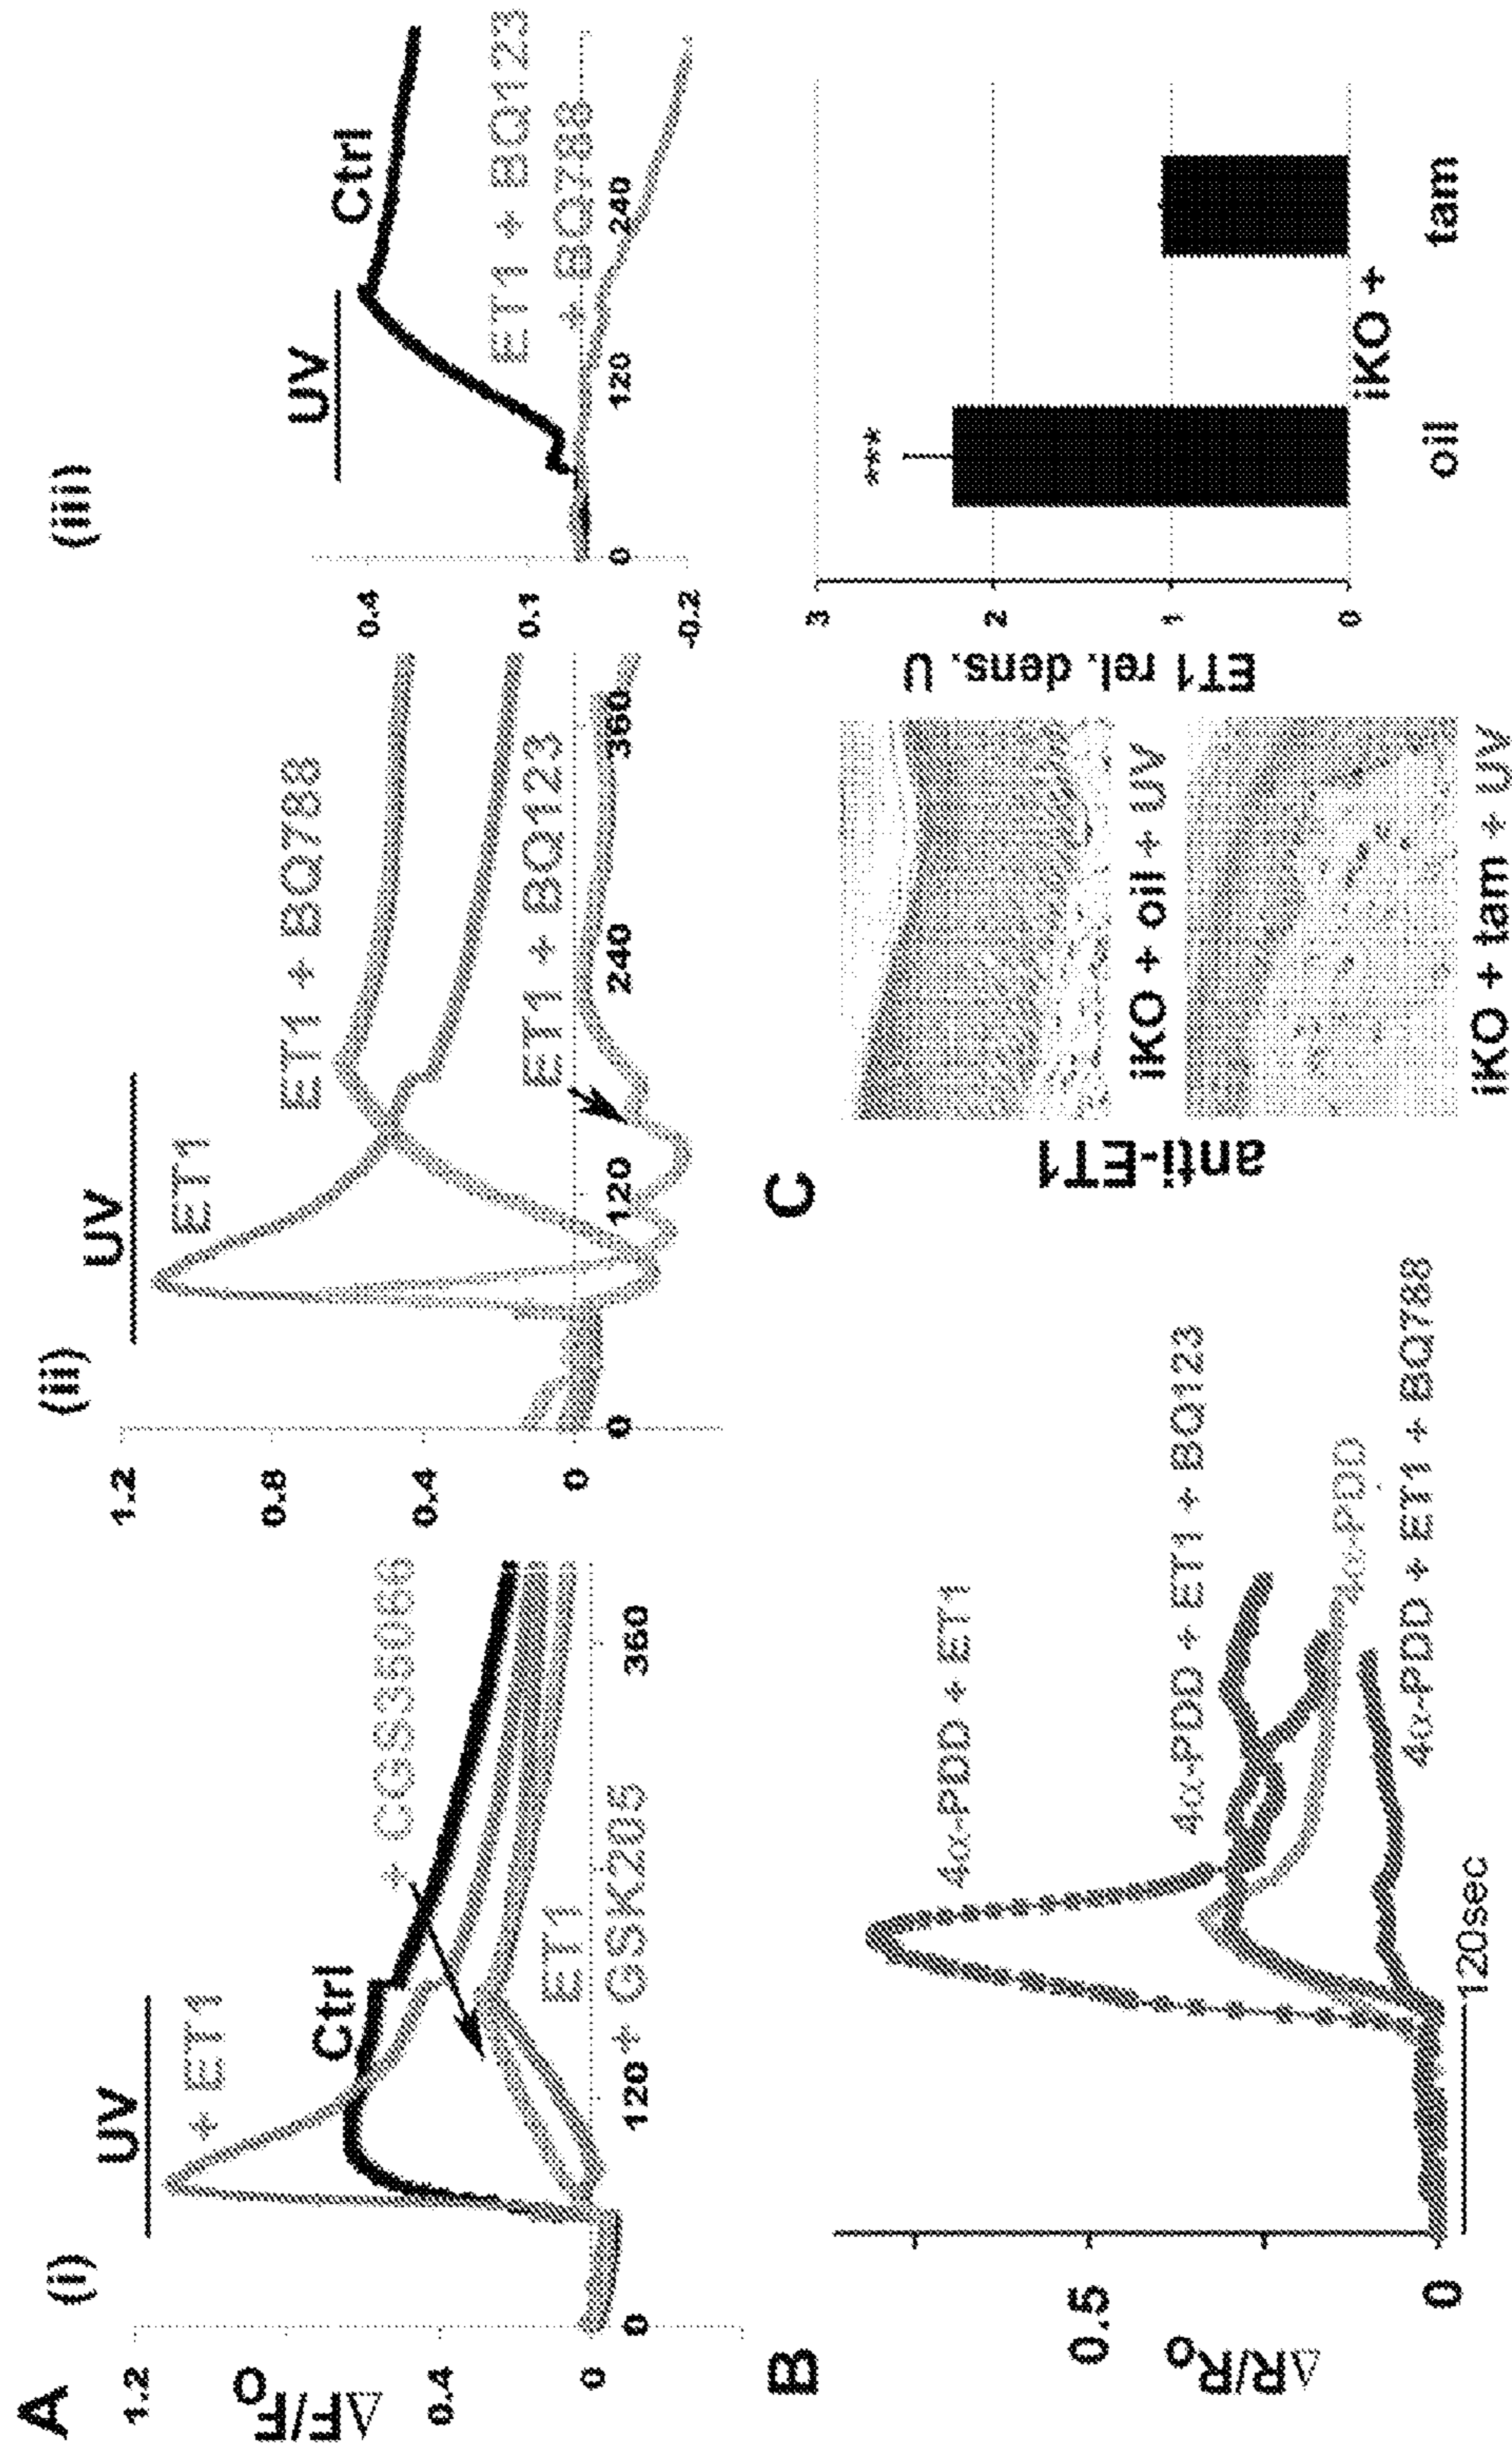 A
(i)
UV
+ ET1
Ctrl
+ CGS35066
ET1
+ GSK205
ΔF/Fo
1.2
0.4
0
0
120
360
(ii)
UV
ET1
ET1 + BQ788
ET1 + BQ123
1.2
0.8
0.4
0
0
120
240
360
(iii)
UV
Ctrl
ET1 + BQ123
+ BQ788
0.4
0.1
-0.2
0
120
240
B
ΔR/Ro
0.5
0
4α-PDD + ET1
4α-PDD + ET1 + BQ123
4α-PDD
4α-PDD + ET1 + BQ788
120sec
C
anti-ET1
iKO + oil + UV
iKO + tam + UV
ET1 rel. dens. U
3
2
1
0
***
oil
tam
iKO +